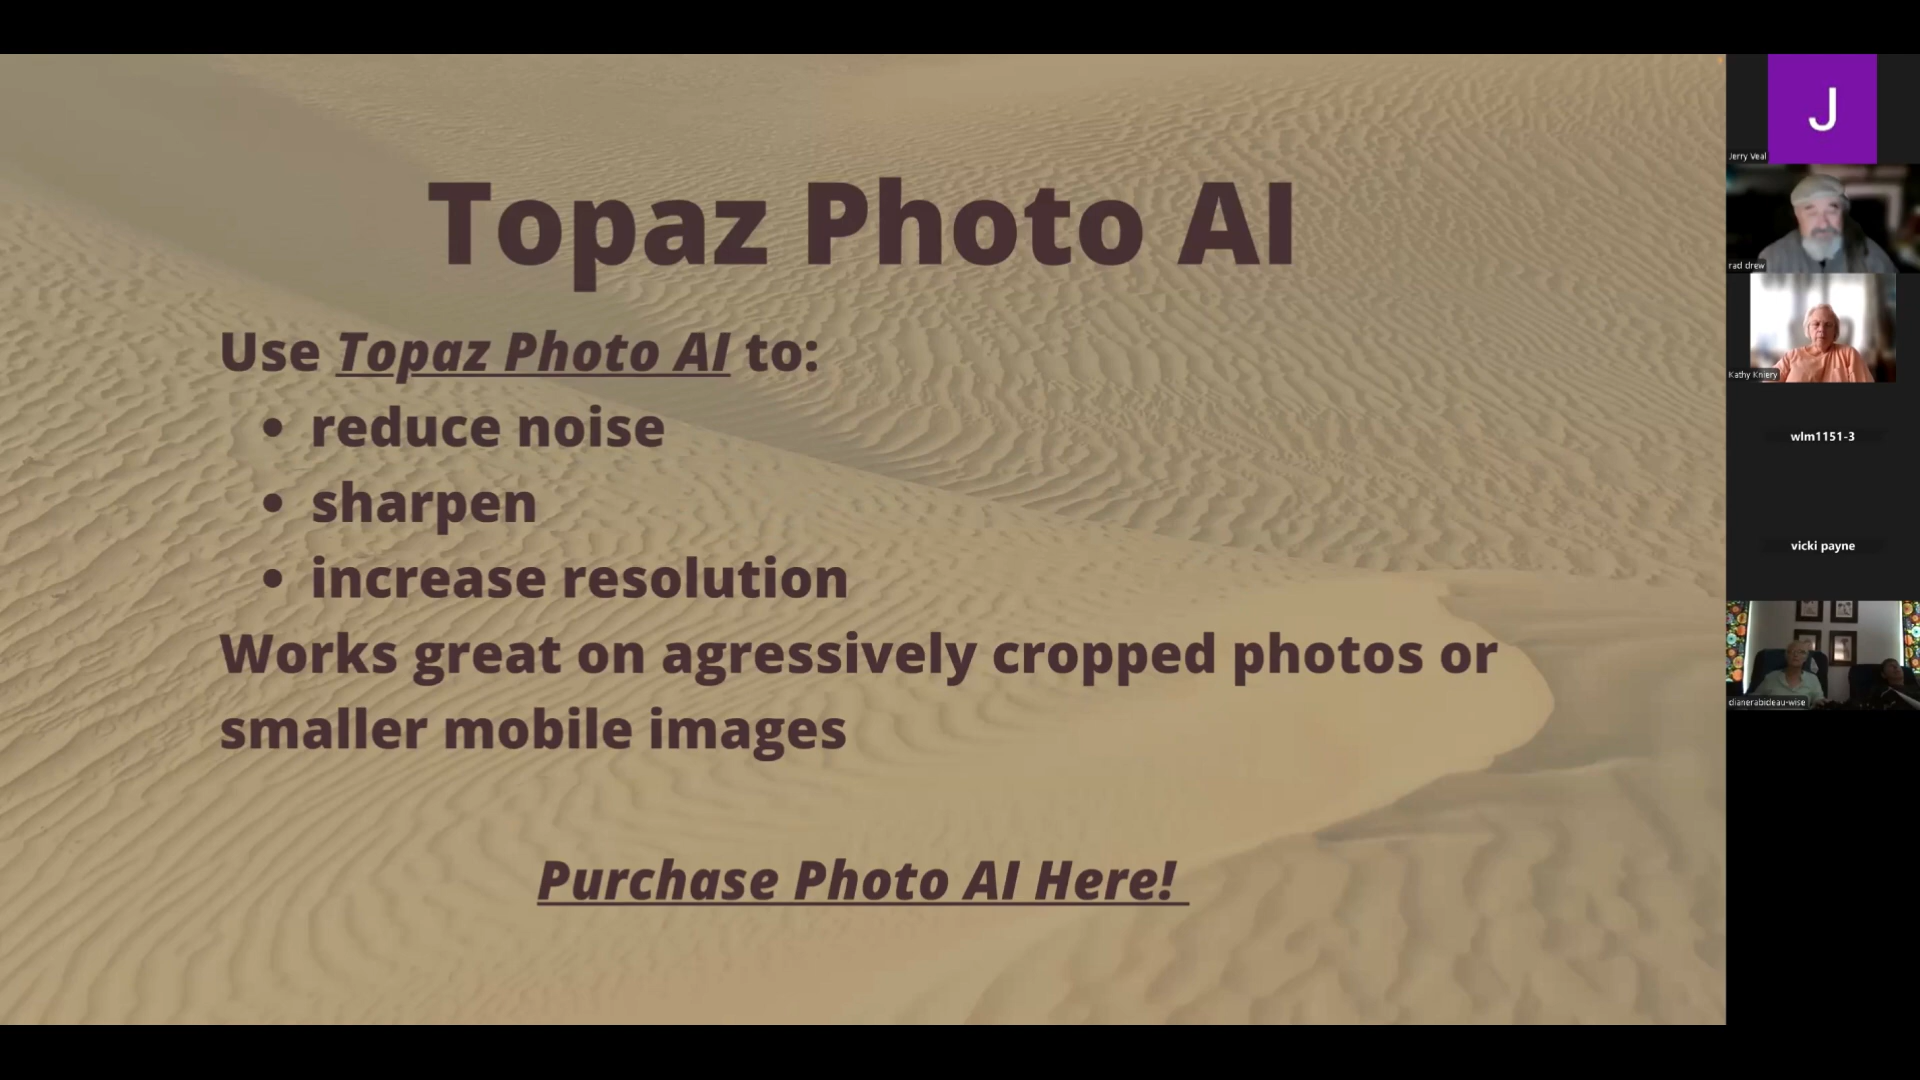 Topaz Photo AI
Use Topaz Photo AI to:
• reduce noise
• sharpen
• increase resolution
Works great on agressively cropped photos or
smaller mobile images
Purchase Photo AI Here!
J
Jerry Veal
rad drew
Kathy Kniery
wlm1151-3
vicki payne
dianerabideau-wise